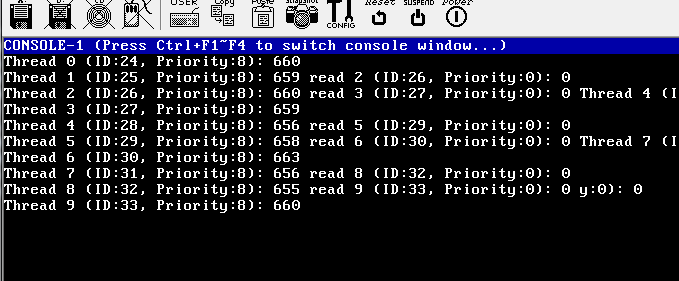 USER Copy Paste Snapshot CONFIG Reset SUSPEND Power
CONSOLE-1 (Press Ctrl+F1~F4 to switch console window...)
Thread 0 (ID:24, Priority:8): 660
Thread 1 (ID:25, Priority:8): 659 read 2 (ID:26, Priority:0): 0
Thread 2 (ID:26, Priority:8): 660 read 3 (ID:27, Priority:0): 0 Thread 4 (I
Thread 3 (ID:27, Priority:8): 659
Thread 4 (ID:28, Priority:8): 656 read 5 (ID:29, Priority:0): 0
Thread 5 (ID:29, Priority:8): 658 read 6 (ID:30, Priority:0): 0 Thread 7 (I
Thread 6 (ID:30, Priority:8): 663
Thread 7 (ID:31, Priority:8): 656 read 8 (ID:32, Priority:0): 0
Thread 8 (ID:32, Priority:8): 655 read 9 (ID:33, Priority:0): 0 y:0): 0
Thread 9 (ID:33, Priority:8): 660